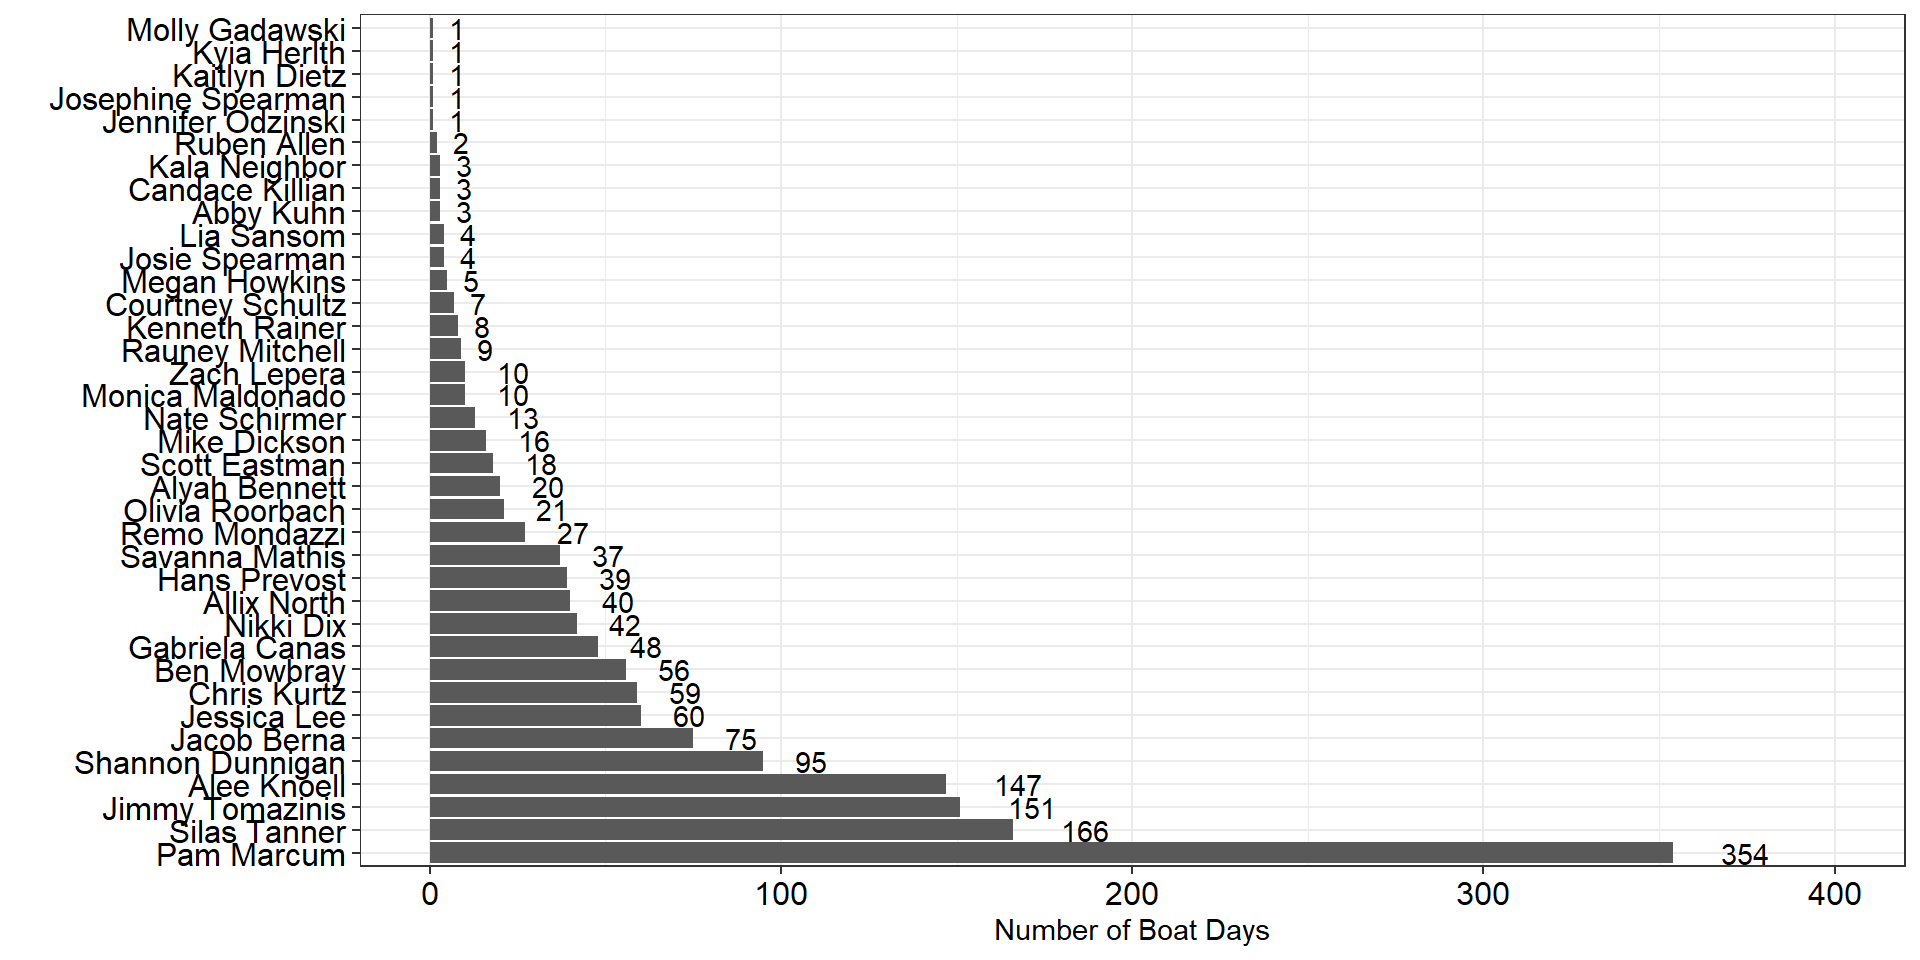 Molly Gadawski 1
Kyia Herlth 1
Kaitlyn Dietz 1
Josephine Spearman 1
Jennifer Odzinski 1
Ruben Allen 2
Kala Neighbor 3
Candace Killian 3
Abby Kuhn 3
Lia Sansom 4
Josie Spearman 4
Megan Howkins 5
Courtney Schultz 7
Kenneth Rainer 8
Rauney Mitchell 9
Zach Lepera 10
Monica Maldonado 10
Nate Schirmer 13
Mike Dickson 16
Scott Eastman 18
Alyah Bennett 20
Olivia Roorbach 21
Remo Mondazzi 27
Savanna Mathis 37
Hans Prevost 39
Allix North 40
Nikki Dix 42
Gabriela Canas 48
Ben Mowbray 56
Chris Kurtz 59
Jessica Lee 60
Jacob Berna 75
Shannon Dunnigan 95
Alee Knoell 147
Jimmy Tomazinis 151
Silas Tanner 166
Pam Marcum 354
0 100 200 300 400
Number of Boat Days